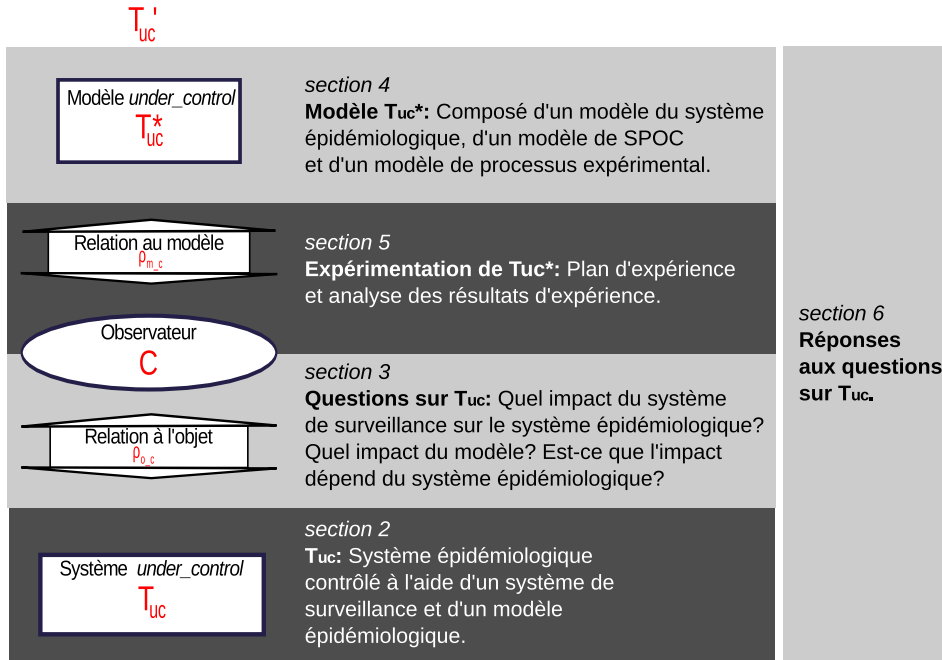 Tuc'
Modèle under_control
Tuc*
section 4
Modèle Tuc*: Composé d'un modèle du système
épidémiologique, d'un modèle de SPOC
et d'un modèle de processus expérimental.
Relation au modèle
ρm_c
section 5
Expérimentation de Tuc*: Plan d'expérience
et analyse des résultats d'expérience.
Observateur
C
section 3
Questions sur Tuc: Quel impact du système
de surveillance sur le système épidémiologique?
Quel impact du modèle? Est-ce que l'impact
dépend du système épidémiologique?
Relation à l'objet
ρo_c
Système under_control
Tuc
section 2
Tuc: Système épidémiologique
contrôlé à l'aide d'un système de
surveillance et d'un modèle
épidémiologique.
section 6
Réponses
aux questions
sur Tuc.